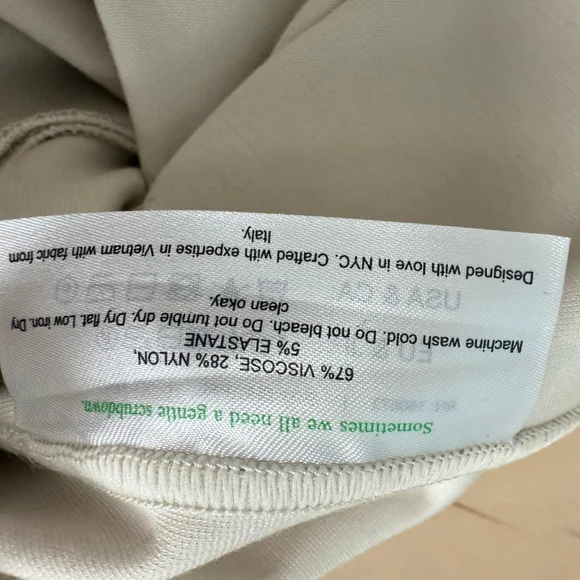 Sometimes we all need a gentle scrubdown.
67% VISCOSE, 28% NYLON,
5% ELASTANE
Machine wash cold. Do not bleach. Do not tumble dry. Dry flat. Low iron. Dry
clean okay.
Designed with love in NYC. Crafted with expertise in Vietnam with fabric from
Italy.
USA & CA